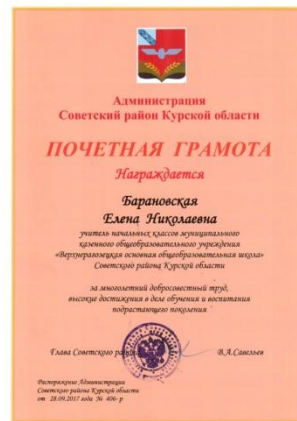 Администрация
Советский район Курской области
ПОЧЕТНАЯ ГРАМОТА
Награждается
Барановская
Елена Николаевна
учитель начальных классов муниципального
казенного общеобразовательного учреждения
«Верхнерагозецкая основная общеобразовательная школа»
Советского района Курской области
за многолетний добросовестный труд,
высокие достижения в деле обучения и воспитания
подрастающего поколения
Глава Советского района В.А.Савельев
Распоряжение Администрации
Советского района Курской области
от 28.09.2017 года № 406- р